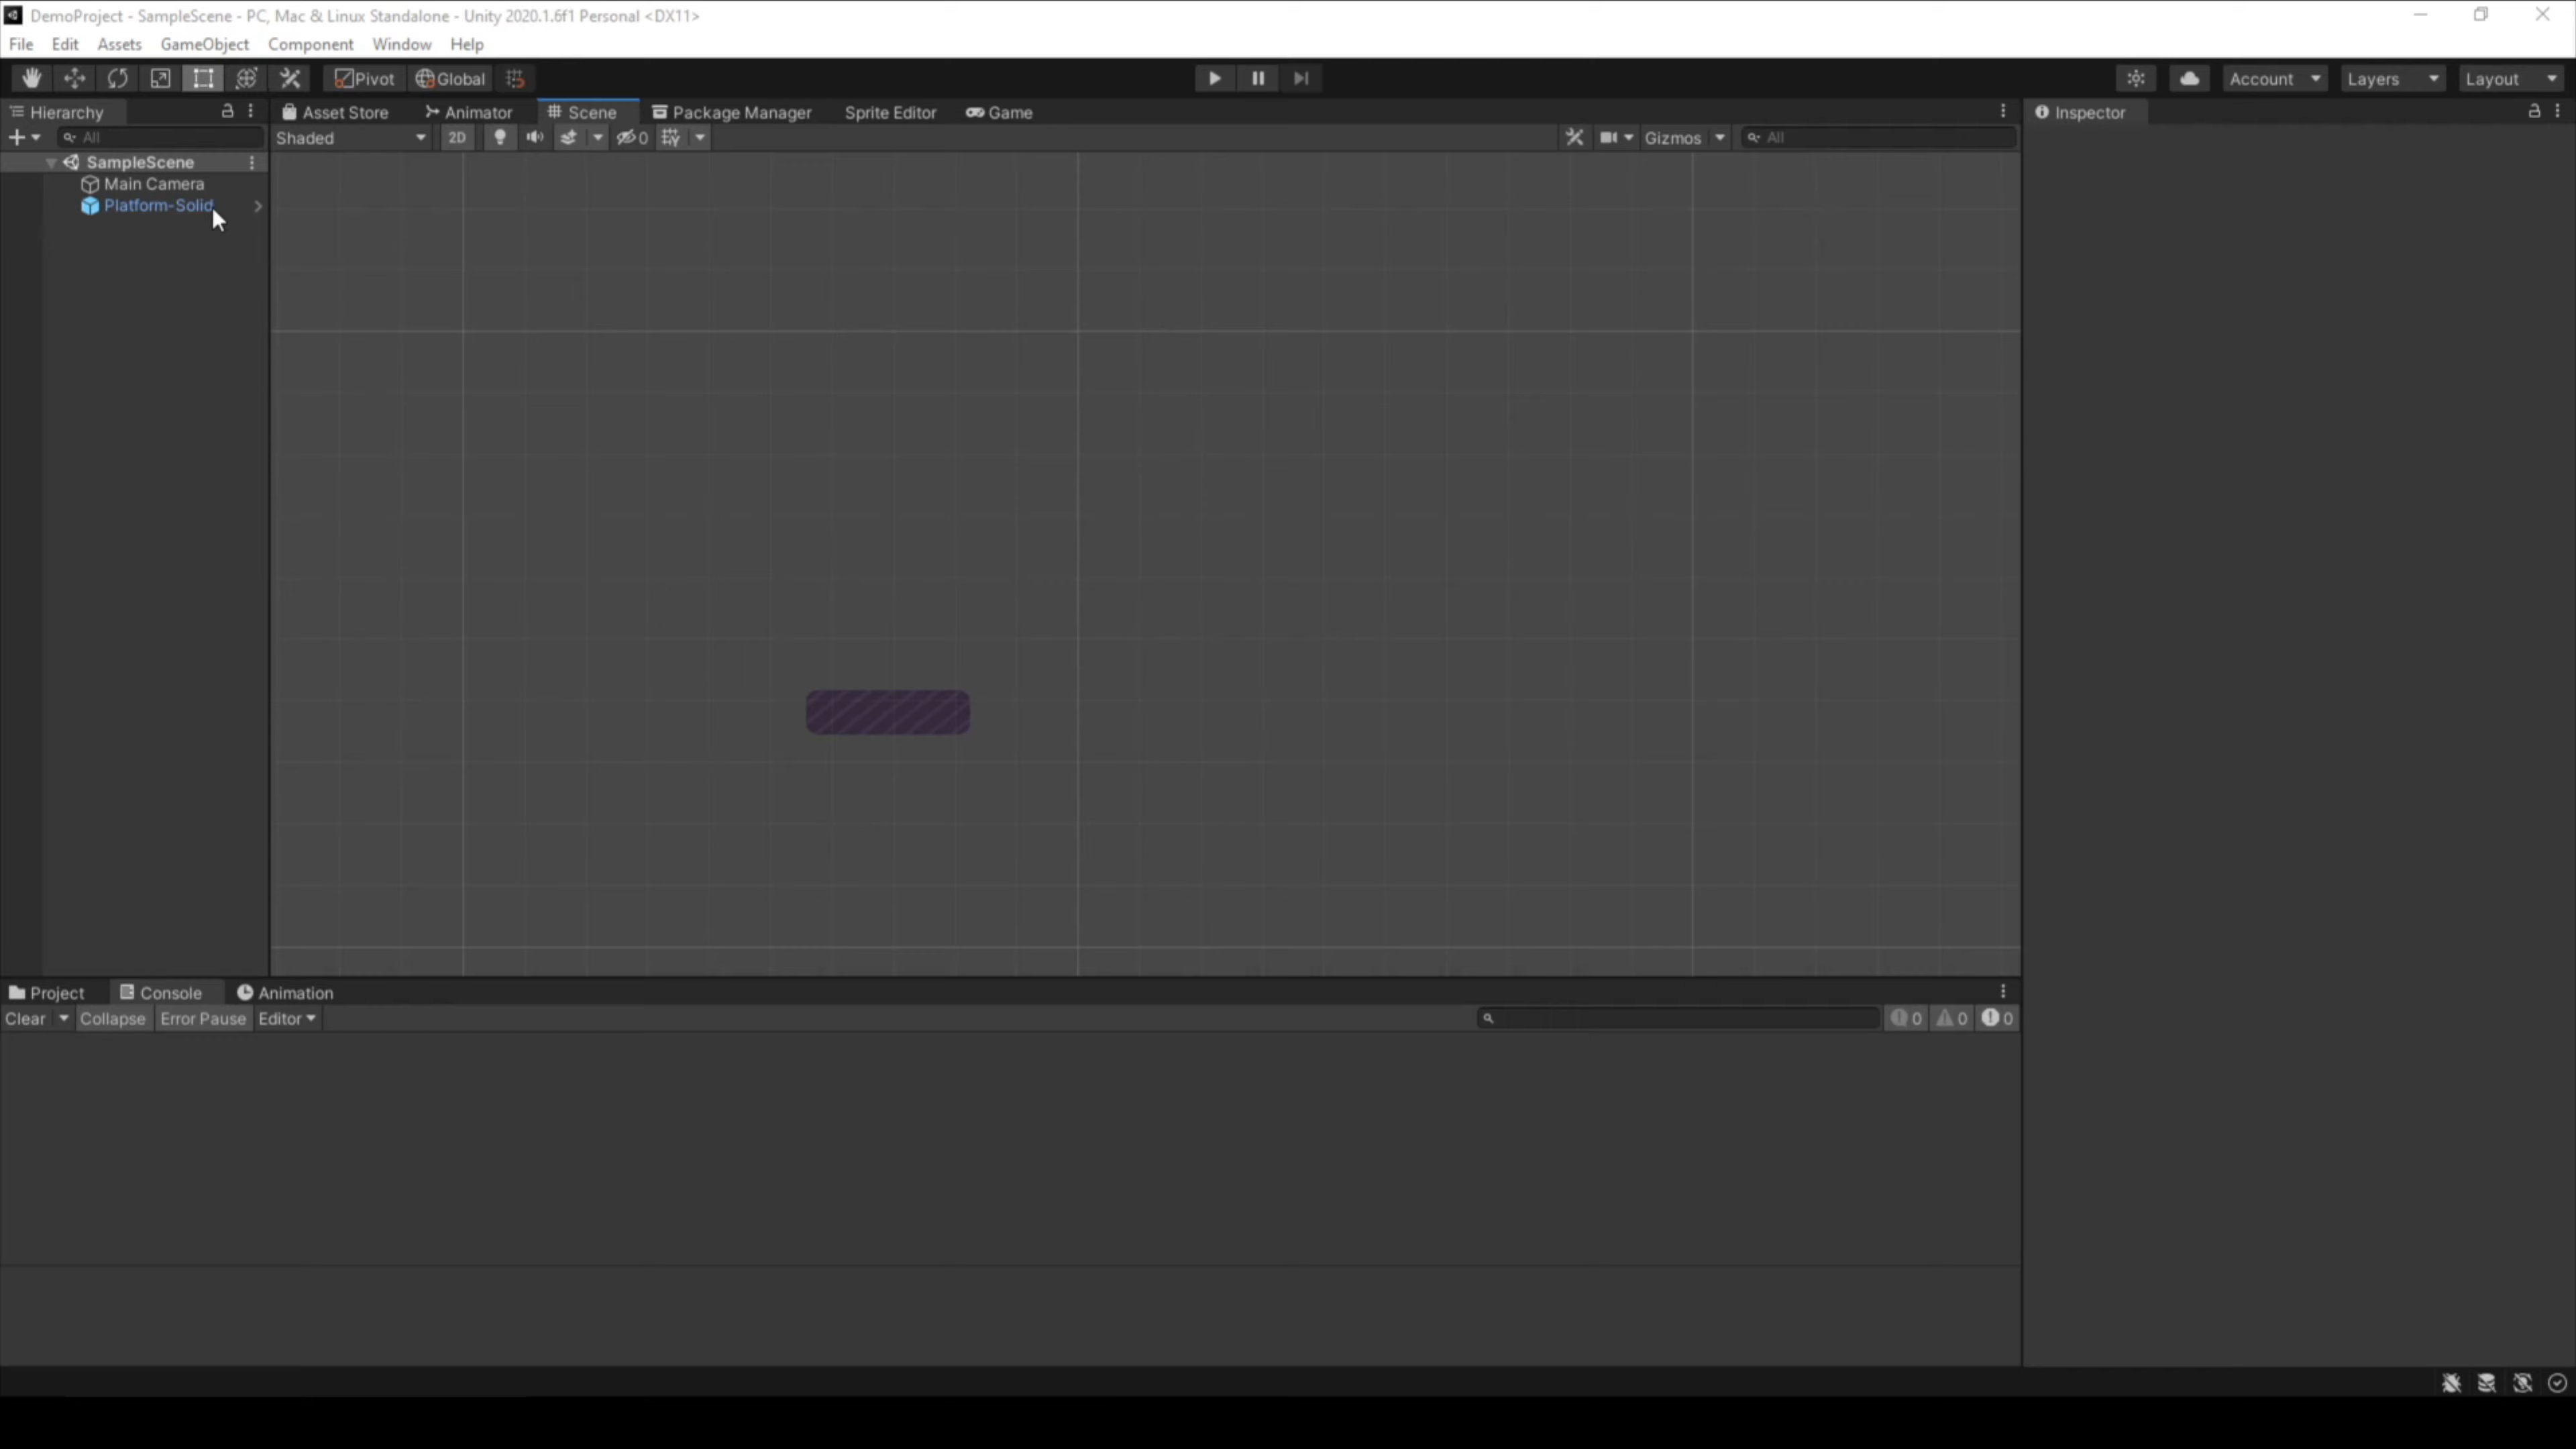 DemoProject - SampleScene - PC, Mac & Linux Standalone - Unity 2020.1.6f1 Personal <DX11>
File Edit Assets GameObject Component Window Help
Pivot Global Account Layers Layout
Hierarchy Asset Store Animator Scene Package Manager Sprite Editor Game Inspector
All Shaded 2D 0 Gizmos All
SampleScene
Main Camera
Platform-Solid
Project Console Animation
Clear Collapse Error Pause Editor 0 0 0